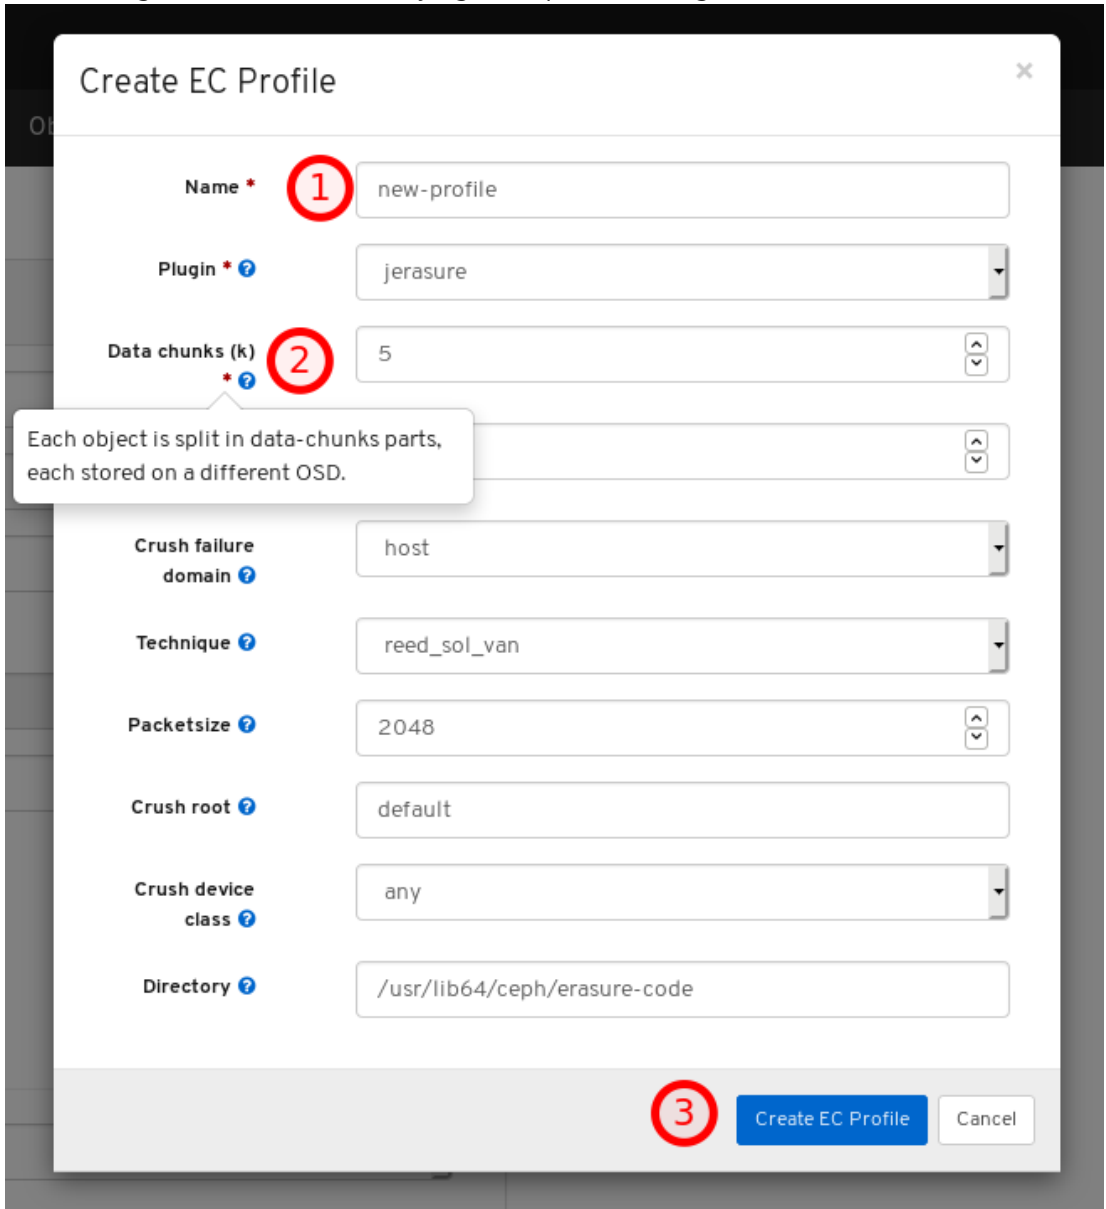 Create EC Profile
×
Ob
Name *
1
new-profile
Plugin * ?
jerasure
Data chunks (k)
* ?
2
5
Each object is split in data-chunks parts,
each stored on a different OSD.
Crush failure
domain ?
host
Technique ?
reed_sol_van
Packetsize ?
2048
Crush root ?
default
Crush device
class ?
any
Directory ?
/usr/lib64/ceph/erasure-code
3
Create EC Profile
Cancel